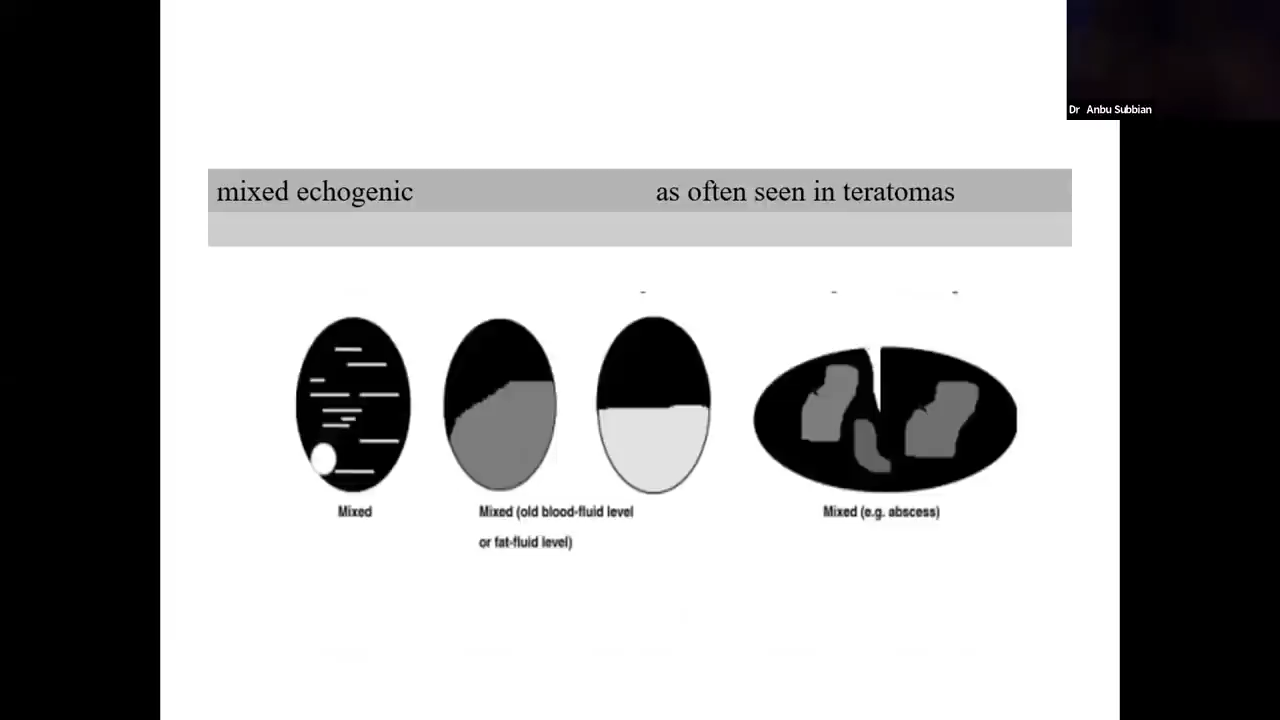 Dr Anbu Subbian
mixed echogenic as often seen in teratomas
Mixed
Mixed (old blood-fluid level
or fat-fluid level)
Mixed (e.g. abscess)